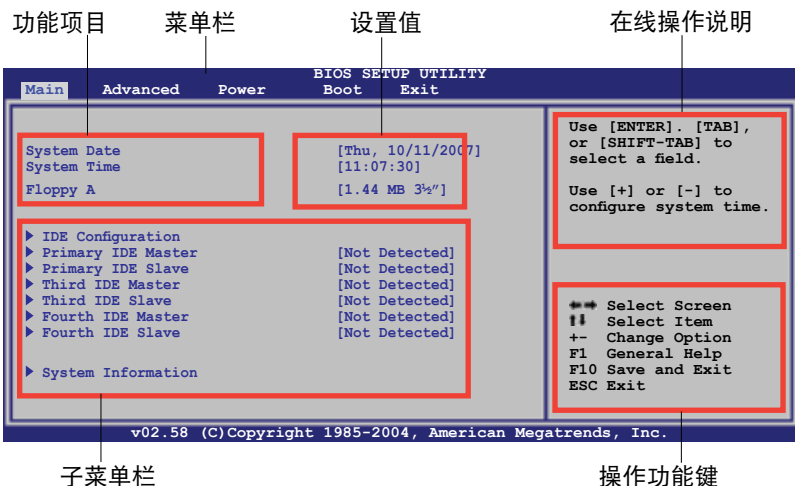 功能项目 菜单栏 设置值 在线操作说明
BIOS SETUP UTILITY
Main Advanced Power Boot Exit
System Date [Thu, 10/11/2007]
System Time [11:07:30]
Floppy A [1.44 MB 3½"]
IDE Configuration
Primary IDE Master [Not Detected]
Primary IDE Slave [Not Detected]
Third IDE Master [Not Detected]
Third IDE Slave [Not Detected]
Fourth IDE Master [Not Detected]
Fourth IDE Slave [Not Detected]
System Information
Use [ENTER]. [TAB],
or [SHIFT-TAB] to
select a field.
Use [+] or [-] to
configure system time.
Select Screen
Select Item
+- Change Option
F1 General Help
F10 Save and Exit
ESC Exit
v02.58 (C)Copyright 1985-2004, American Megatrends, Inc.
子菜单栏 操作功能键